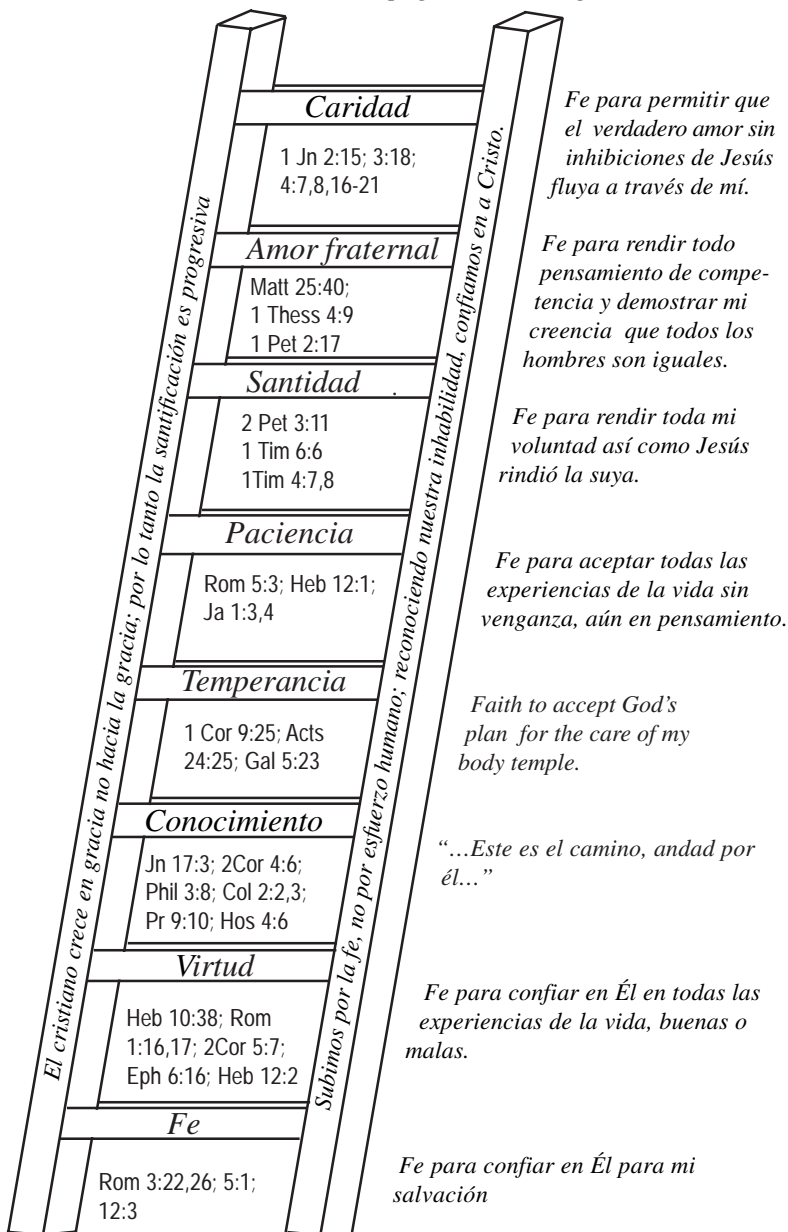 Caridad
1 Jn 2:15; 3:18;
4:7,8,16-21
Fe para permitir que
el verdadero amor sin
inhibiciones de Jesús
fluya a través de mí.
Amor fraternal
Matt 25:40;
1 Thess 4:9
1 Pet 2:17
Fe para rendir todo
pensamiento de compe-
tencia y demostrar mi
creencia que todos los
hombres son iguales.
Santidad .
2 Pet 3:11
1 Tim 6:6
1Tim 4:7,8
Fe para rendir toda mi
voluntad así como Jesús
rindió la suya.
Paciencia
Rom 5:3; Heb 12:1;
Ja 1:3,4
Fe para aceptar todas las
experiencias de la vida sin
venganza, aún en pensamiento.
Temperancia
1 Cor 9:25; Acts
24:25; Gal 5:23
Faith to accept God’s
plan for the care of my
body temple.
Conocimiento
Jn 17:3; 2Cor 4:6;
Phil 3:8; Col 2:2,3;
Pr 9:10; Hos 4:6
“…Este es el camino, andad por
él…”
Virtud
Heb 10:38; Rom
1:16,17; 2Cor 5:7;
Eph 6:16; Heb 12:2
Fe para confiar en Él en todas las
experiencias de la vida, buenas o
malas.
Fe
Rom 3:22,26; 5:1;
12:3
Fe para confiar en Él para mi
salvación
El cristiano crece en gracia no hacia la gracia; por lo tanto la santificación es progresiva
Subimos por la fe, no por esfuerzo humano; reconociendo nuestra inhabilidad, confiamos en a Cristo.